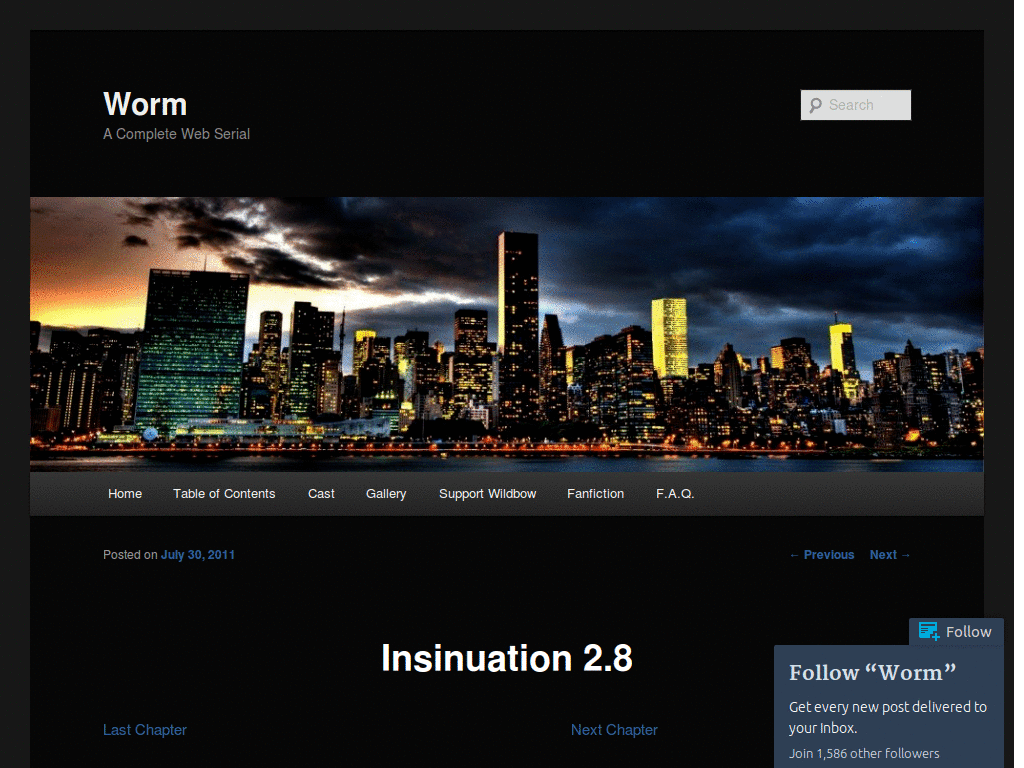 Worm
A Complete Web Serial
Search
Home Table of Contents Cast Gallery Support Wildbow Fanfiction F.A.Q.
Posted on July 30, 2011 ← Previous Next →
Insinuation 2.8
Last Chapter Next Chapter
Follow
Follow “Worm”
Get every new post delivered to
your Inbox.
Join 1,586 other followers